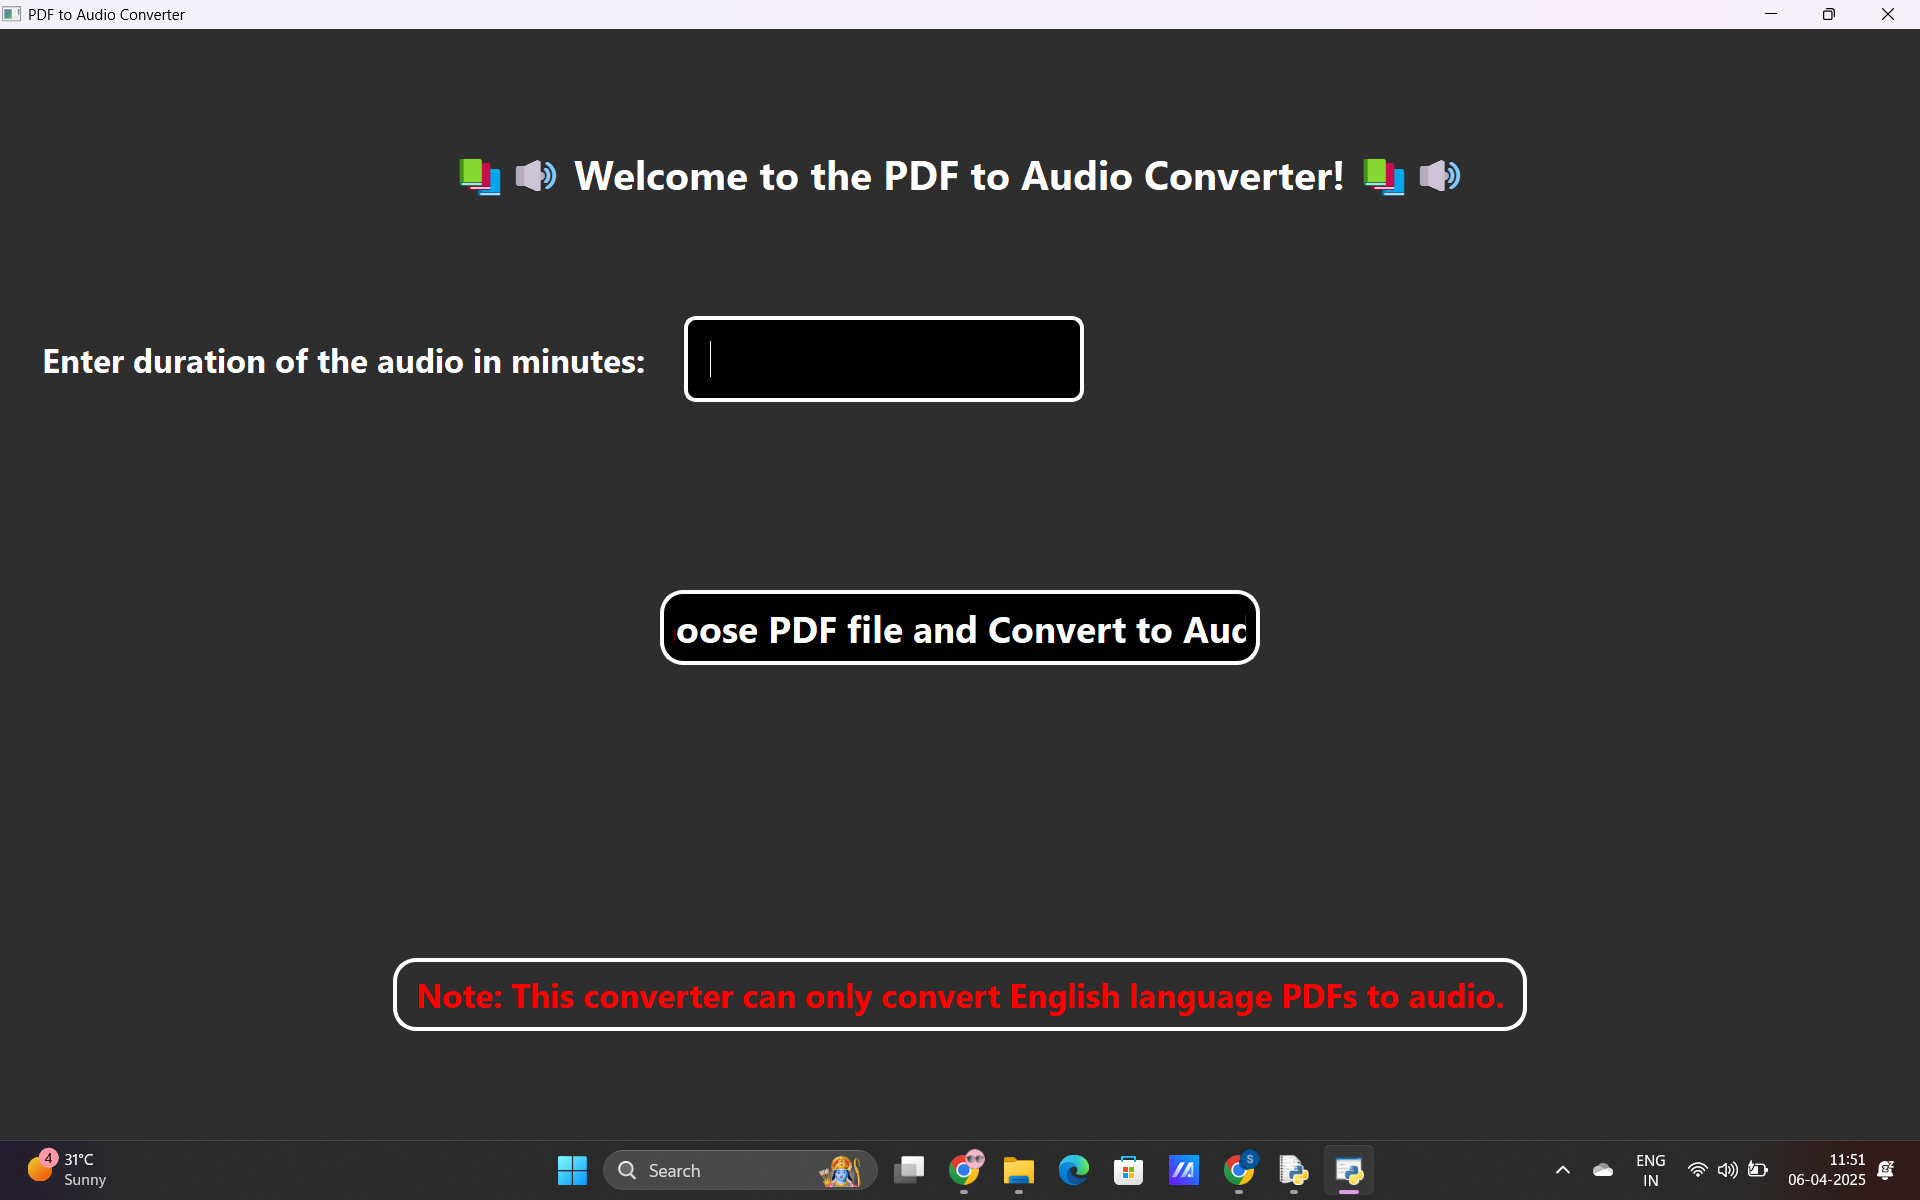 PDF to Audio Converter
Welcome to the PDF to Audio Converter!
Enter duration of the audio in minutes:
oose PDF file and Convert to Aud
Note: This converter can only convert English language PDFs to audio.
4
31°C
Sunny
Search
S
ENG
IN
11:51
06-04-2025